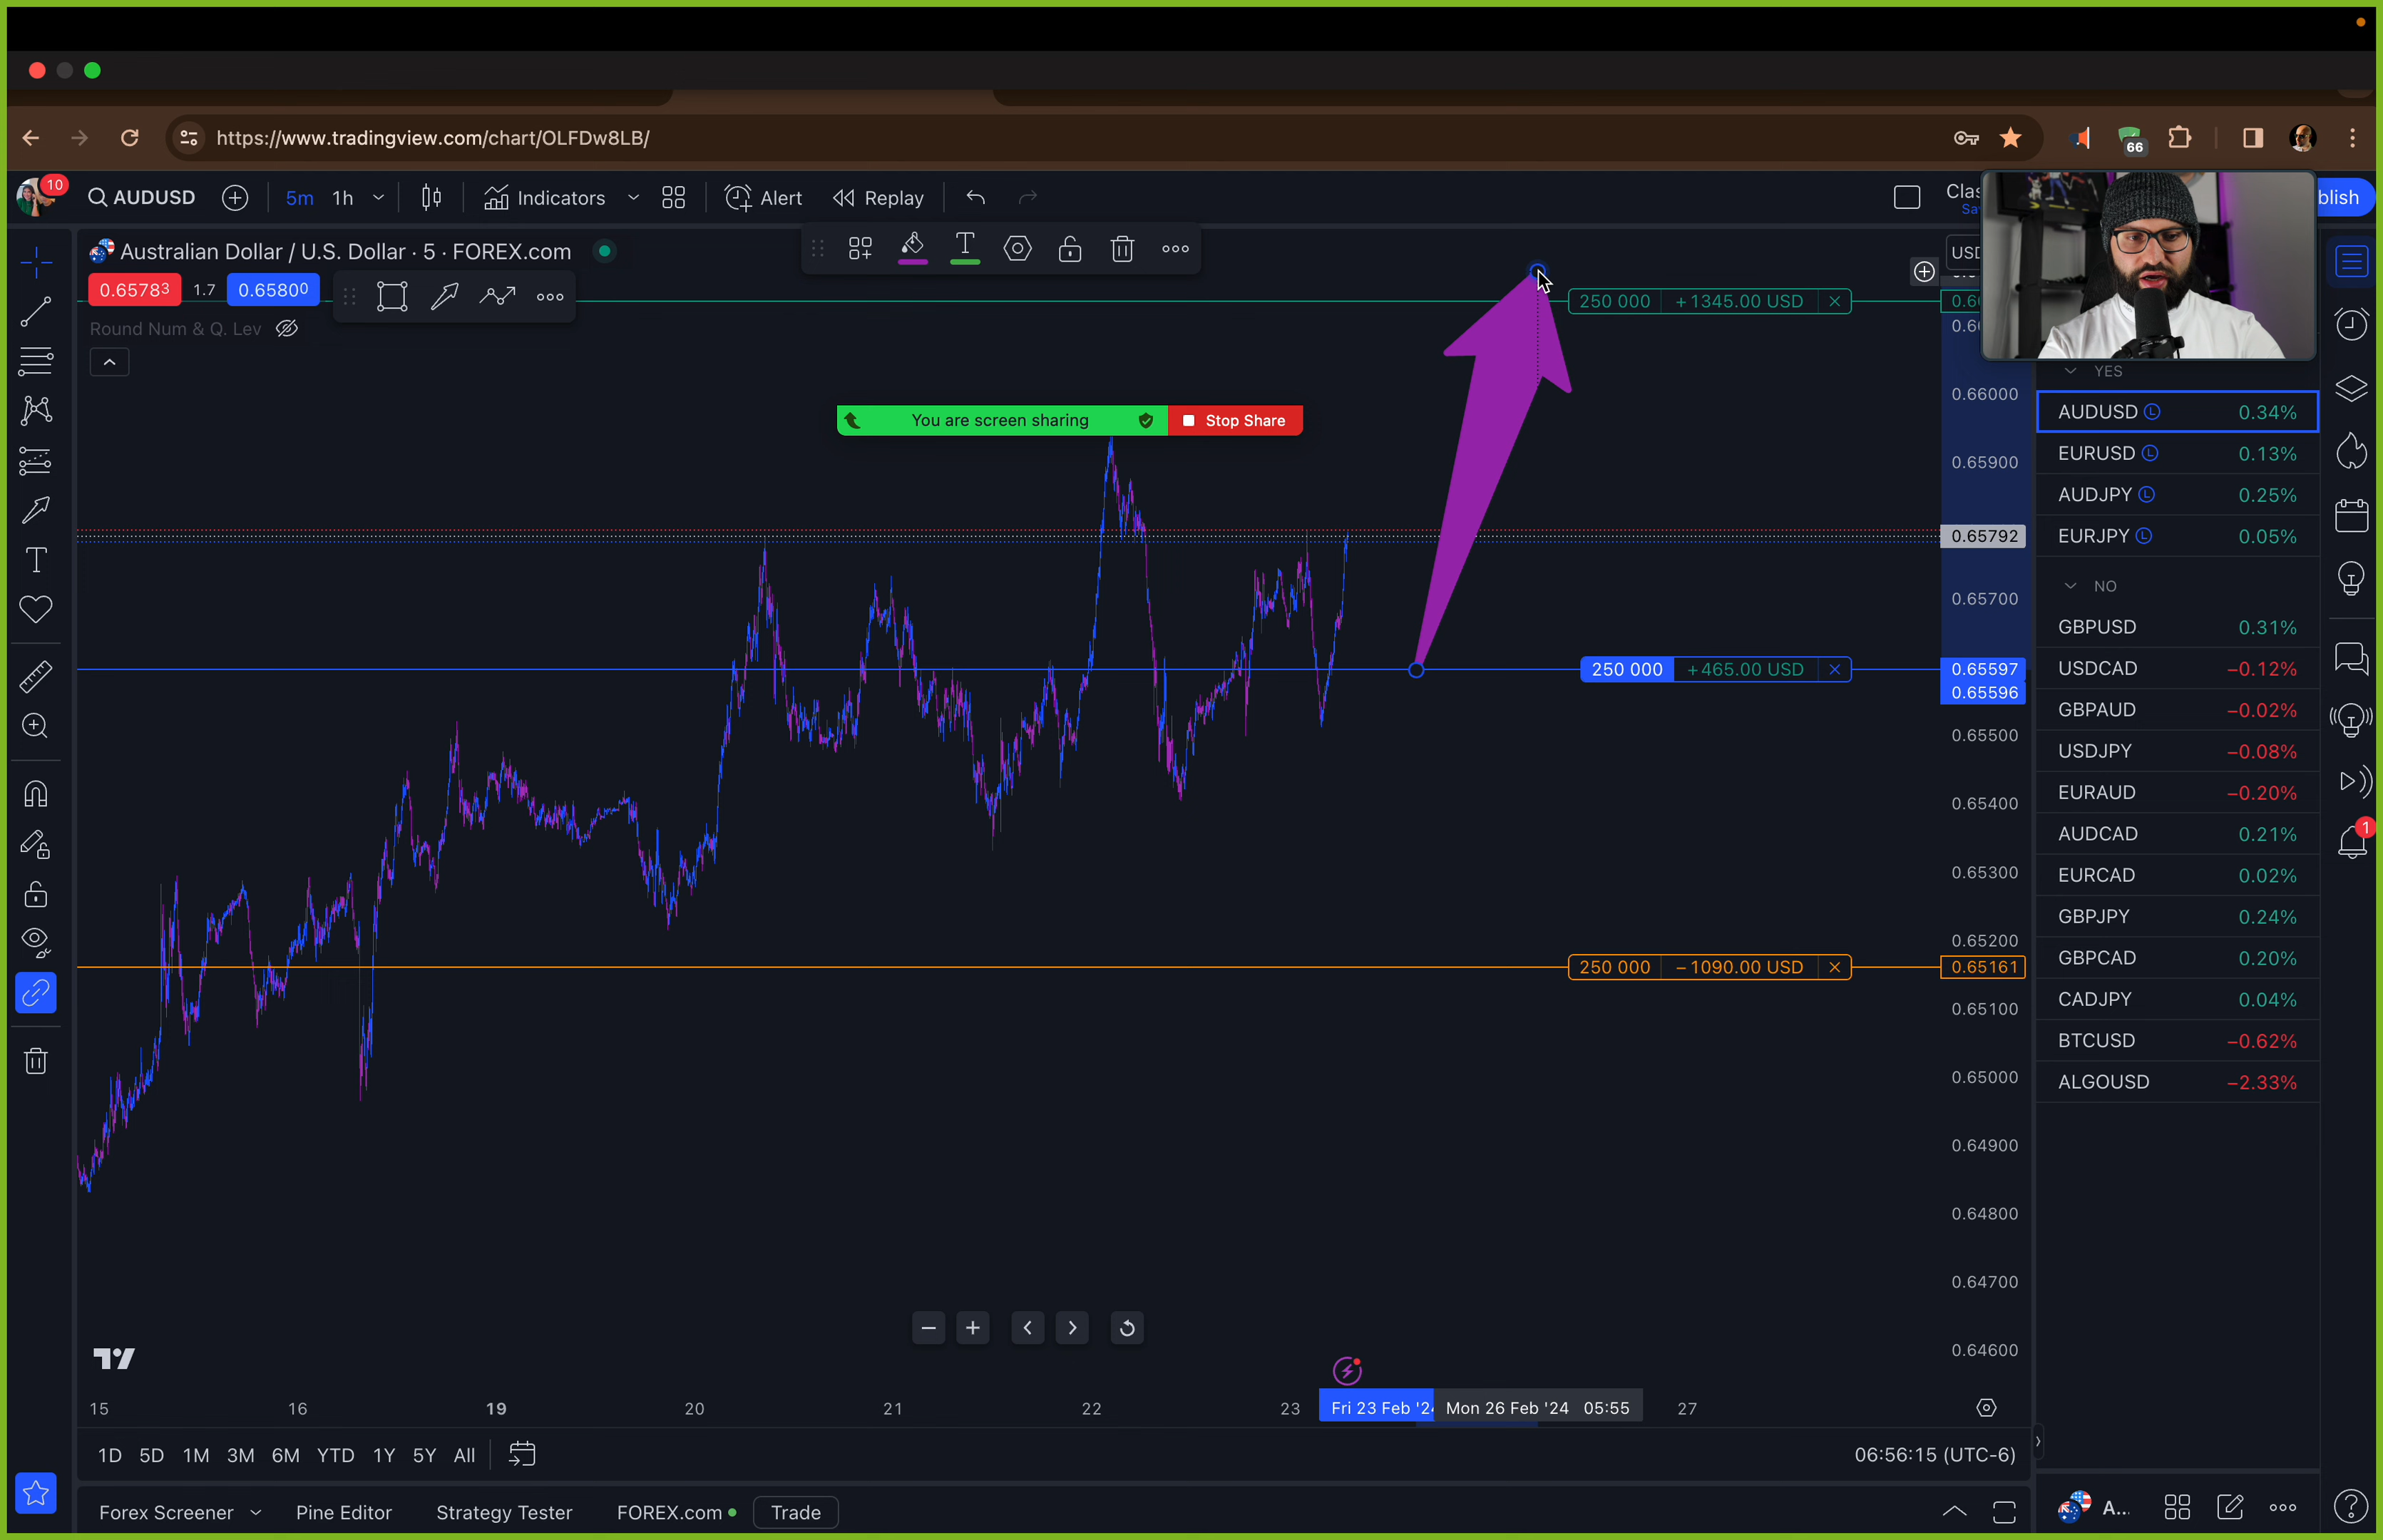 https://www.tradingview.com/chart/OLFDw8LB/
66
10
AUDUSD
5m 1h
Indicators
Alert
Replay
Australian Dollar / U.S. Dollar · 5 · FOREX.com
0.65783 1.7 0.65800
Round Num & Q. Lev
250 000 +1345.00 USD
You are screen sharing
Stop Share
250 000 +465.00 USD
250 000 −1090.00 USD
0.66000
0.65900
0.65792
0.65700
0.65597
0.65596
0.65500
0.65400
0.65300
0.65200
0.65161
0.65100
0.65000
0.64900
0.64800
0.64700
0.64600
YES
AUDUSD L 0.34%
EURUSD L 0.13%
AUDJPY L 0.25%
EURJPY L 0.05%
NO
GBPUSD 0.31%
USDCAD −0.12%
GBPAUD −0.02%
USDJPY −0.08%
EURAUD −0.20%
AUDCAD 0.21%
EURCAD 0.02%
GBPJPY 0.24%
GBPCAD 0.20%
CADJPY 0.04%
BTCUSD −0.62%
ALGOUSD −2.33%
1
15 16 19 20 21 22 23 Fri 23 Feb '24 Mon 26 Feb '24 05:55 27
1D 5D 1M 3M 6M YTD 1Y 5Y All
06:56:15 (UTC-6)
Forex Screener Pine Editor Strategy Tester FOREX.com Trade
A...